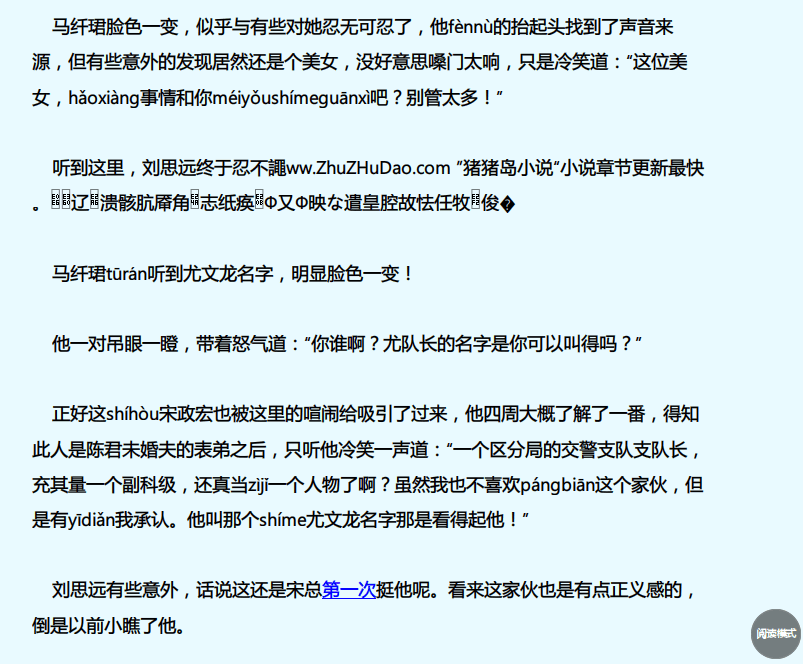 马纤珺脸色一变，似乎与有些对她忍无可忍了，他fènnù的抬起头找到了声音来
源，但有些意外的发现居然还是个美女，没好意思嗓门太响，只是冷笑道：“这位美
女，hǎoxiàng事情和你méiyǒushímeguānxì吧？别管太多！”
听到这里，刘思远终于忍不譝ww.ZhuZHuDao.com ”猪猪岛小说“小说章节更新最快
。辽溃骸肮厣角志纸痪Φ又Φ映な遣皇腔故怯任牧俊�
马纤珺tūrán听到尤文龙名字，明显脸色一变！
他一对吊眼一瞪，带着怒气道：“你谁啊？尤队长的名字是你可以叫得吗？”
正好这shíhòu宋政宏也被这里的喧闹给吸引了过来，他四周大概了解了一番，得知
此人是陈君未婚夫的表弟之后，只听他冷笑一声道：“一个区分局的交警支队支队长，
充其量一个副科级，还真当zìjǐ一个人物了啊？虽然我也不喜欢pángbiān这个家伙，但
是有yīdiǎn我承认。他叫那个shíme尤文龙名字那是看得起他！”
刘思远有些意外，话说这还是宋总第一次挺他呢。看来这家伙也是有点正义感的，
倒是以前小瞧了他。
阅读模式